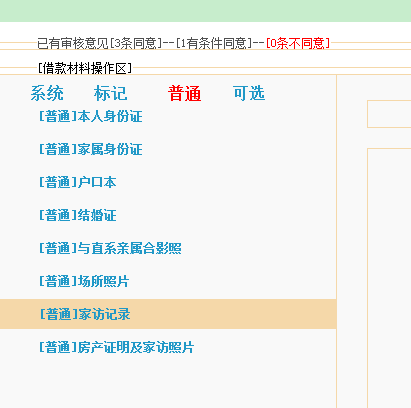 已有审核意见[3条同意]--[1有条件同意]--[0条不同意]
[借款材料操作区]
系统 标记 普通 可选
[普通]本人身份证
[普通]家属身份证
[普通]户口本
[普通]结婚证
[普通]与直系亲属合影照
[普通]场所照片
[普通]家访记录
[普通]房产证明及家访照片